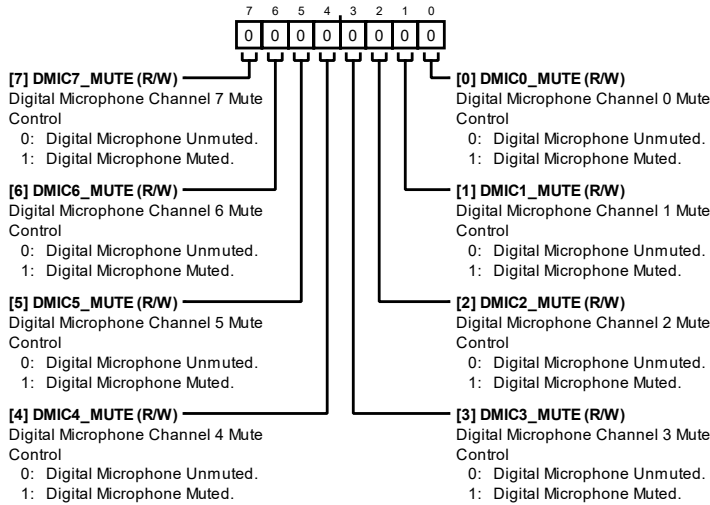 7 6 5 4 3 2 1 0
0 0 0 0 0 0 0 0
[7] DMIC7_MUTE (R/W)
Digital Microphone Channel 7 Mute
Control
0: Digital Microphone Unmuted.
1: Digital Microphone Muted.
[6] DMIC6_MUTE (R/W)
Digital Microphone Channel 6 Mute
Control
0: Digital Microphone Unmuted.
1: Digital Microphone Muted.
[5] DMIC5_MUTE (R/W)
Digital Microphone Channel 5 Mute
Control
0: Digital Microphone Unmuted.
1: Digital Microphone Muted.
[4] DMIC4_MUTE (R/W)
Digital Microphone Channel 4 Mute
Control
0: Digital Microphone Unmuted.
1: Digital Microphone Muted.
[0] DMIC0_MUTE (R/W)
Digital Microphone Channel 0 Mute
Control
0: Digital Microphone Unmuted.
1: Digital Microphone Muted.
[1] DMIC1_MUTE (R/W)
Digital Microphone Channel 1 Mute
Control
0: Digital Microphone Unmuted.
1: Digital Microphone Muted.
[2] DMIC2_MUTE (R/W)
Digital Microphone Channel 2 Mute
Control
0: Digital Microphone Unmuted.
1: Digital Microphone Muted.
[3] DMIC3_MUTE (R/W)
Digital Microphone Channel 3 Mute
Control
0: Digital Microphone Unmuted.
1: Digital Microphone Muted.